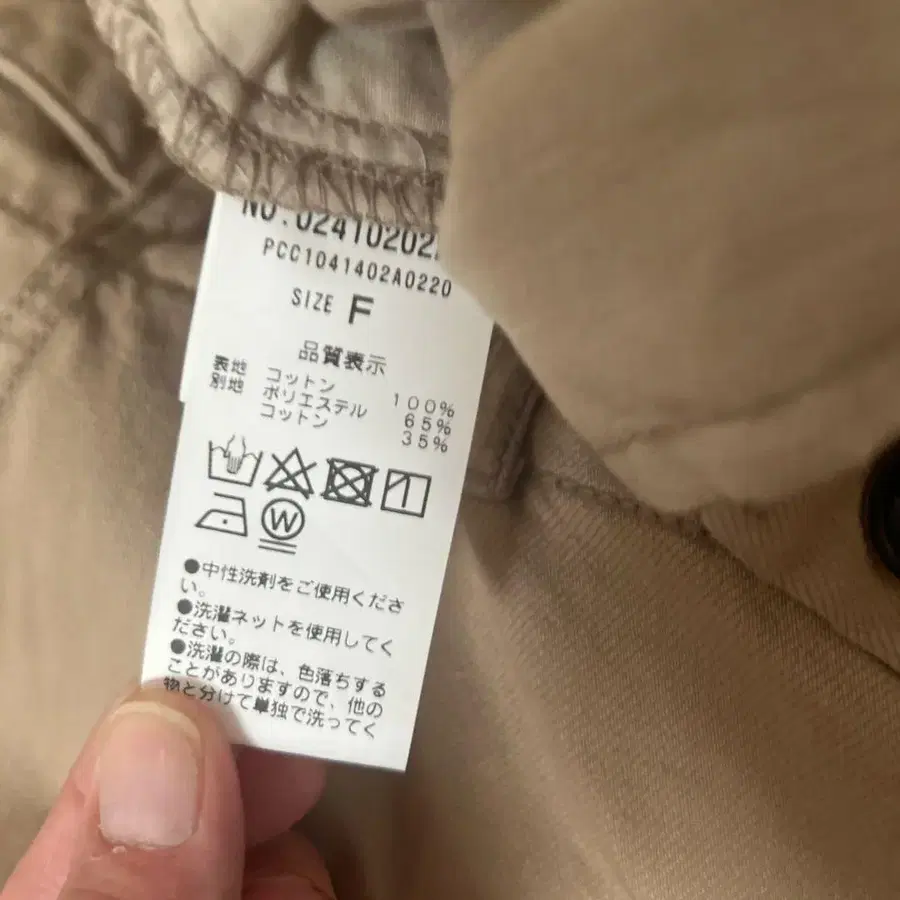 NO.02410202
PCC1041402A0220
SIZE F
品質表示
表地 コットン 100%
別地 ポリエステル 65%
コットン 35%
W
●中性洗剤をご使用くださ
い。
●洗濯ネットを使用してく
ださい。
●洗濯の際は、色落ちする
ことがありますので、他の
物と分けて単独で洗ってく